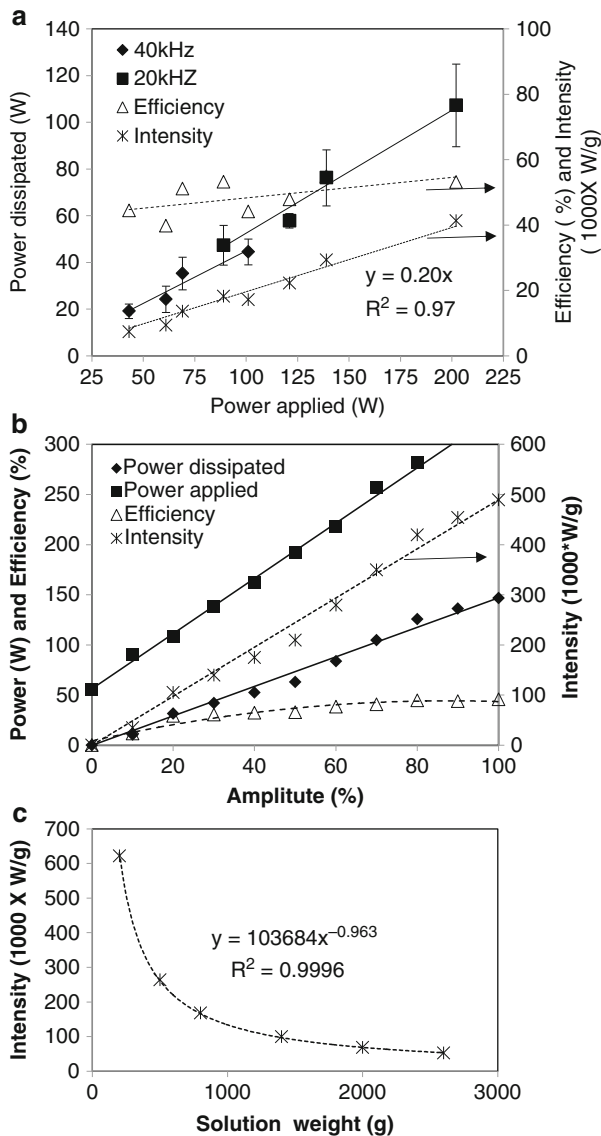 a
140
120
100
80
60
40
20
0
Power dissipated (W)
40kHz
20kHZ
Efficiency
Intensity
100
80
60
40
20
0
Efficiency ( %) and Intensity
( 1000X W/g)
y = 0.20x
R² = 0.97
25 50 75 100 125 150 175 200 225
Power applied (W)
b
300
250
200
150
100
50
0
Power (W) and Efficiency (%)
Power dissipated
Power applied
Efficiency
Intensity
600
500
400
300
200
100
0
Intensity (1000*W/g)
0 20 40 60 80 100
Amplitute (%)
c
700
600
500
400
300
200
100
0
Intensity (1000 X W/g)
y = 103684x⁻⁰·⁹⁶³
R² = 0.9996
0 1000 2000 3000
Solution weight (g)